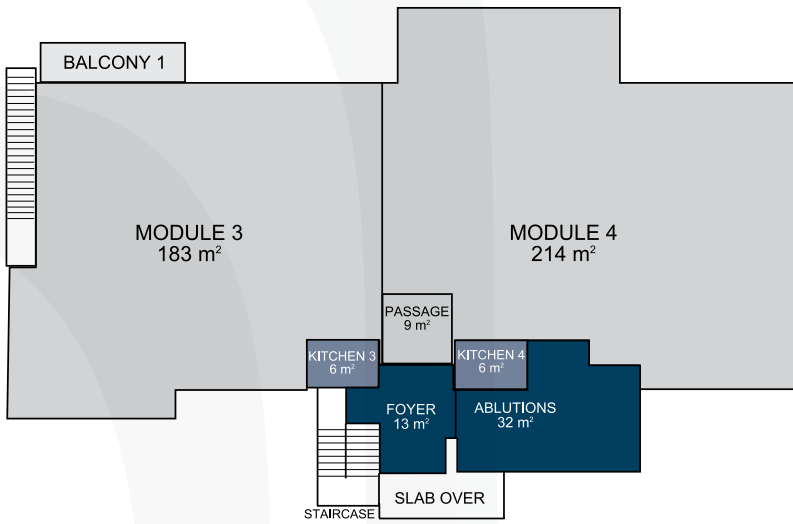 BALCONY 1
MODULE 3
183 m²
MODULE 4
214 m²
PASSAGE
9 m²
KITCHEN 3
6 m²
KITCHEN 4
6 m²
FOYER
13 m²
ABLUTIONS
32 m²
SLAB OVER
STAIRCASE